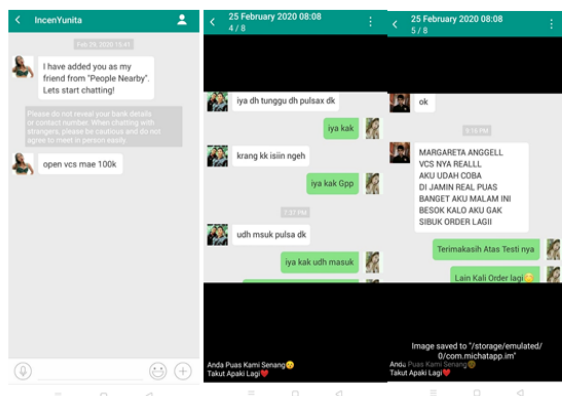 IncenYunita
Feb 29, 2020 15:41
I have added you as my
friend from "People Nearby".
Lets start chatting!
Please do not reveal your bank details
or connect number. When chatting with
strangers, please be cautious and do not
agree to meet in person easily
open vcs mae 100k
25 February 2020 08:08
4 / 8
iya dh tunggu dh pulsax dk
iya kak
krang kk isiin ngeh
iya kak Gpp
7:37 PM
udh msuk pulsa dk
iya kak udh masuk
Anda Puas Kami Senang😊
Takut Apaki Lagi❤️
25 February 2020 08:08
5 / 8
ok
9:16 PM
MARGARETA ANGGELL
VCS NYA REALLL
AKU UDAH COBA
DI JAMIN REAL PUAS
BANGET AKU MALAM INI
BESOK KALO AKU GAK
SIBUK ORDER LAGII
Terimakasih Atas Testi nya
Lain Kali Order lagi😊
Image saved to "/storage/emulated/
0/com.michatapp.im"
Anda Puas Kami Senang😊
Takut Apaki Lagi❤️